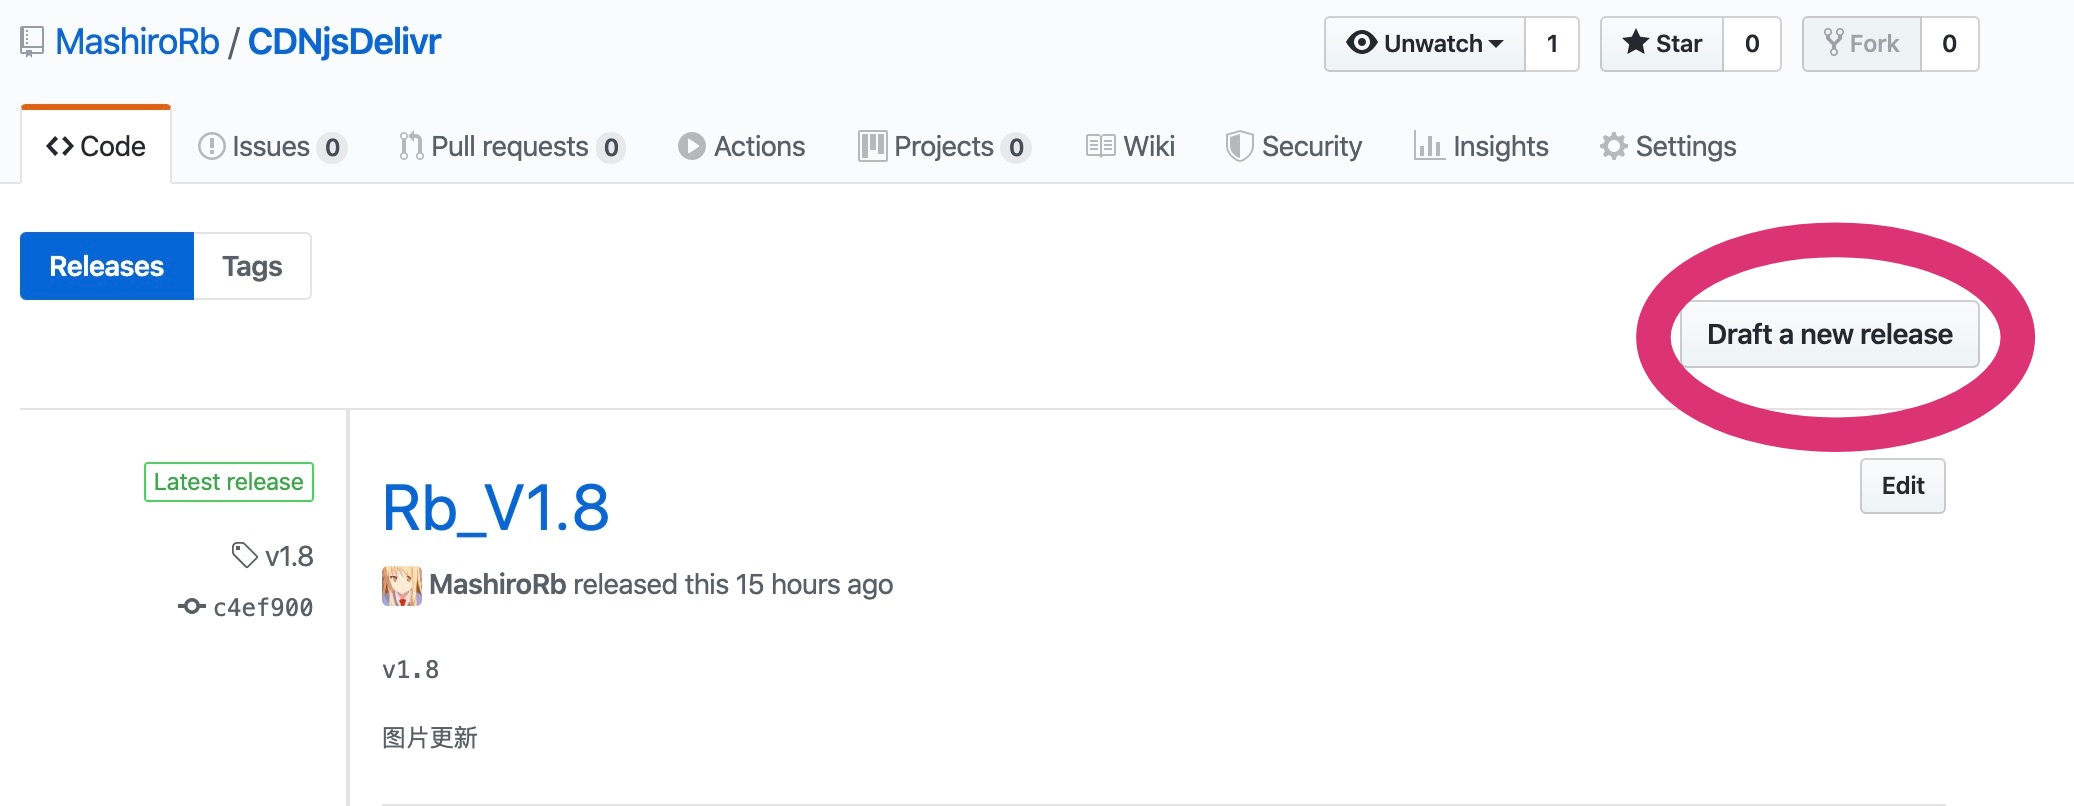 MashiroRb / CDNjsDelivr
Unwatch 1 Star 0 Fork 0
Code Issues 0 Pull requests 0 Actions Projects 0 Wiki Security Insights Settings
Releases Tags
Draft a new release
Latest release
v1.8
c4ef900
Rb_V1.8
Edit
MashiroRb released this 15 hours ago
v1.8
图片更新